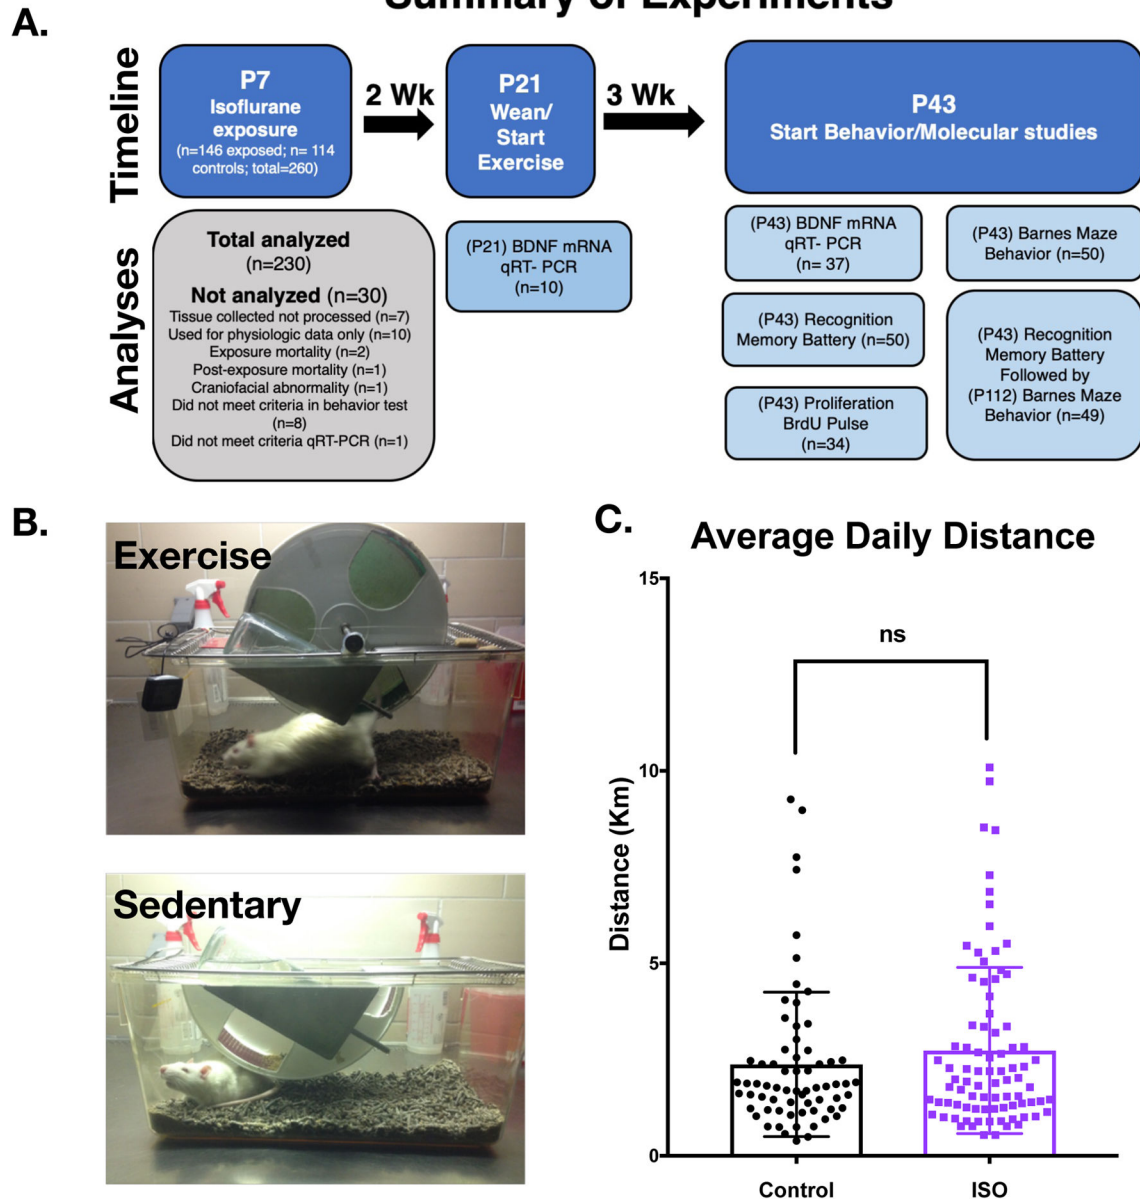 Summary of Experiments
A.
Timeline
P7
Isoflurane
exposure
(n=146 exposed; n= 114
controls; total=260)
2 Wk
P21
Wean/
Start
Exercise
3 Wk
P43
Start Behavior/Molecular studies
Analyses
Total analyzed
(n=230)
Not analyzed (n=30)
Tissue collected not processed (n=7)
Used for physiologic data only (n=10)
Exposure mortality (n=2)
Post-exposure mortality (n=1)
Craniofacial abnormality (n=1)
Did not meet criteria in behavior test
(n=8)
Did not meet criteria qRT-PCR (n=1)
(P21) BDNF mRNA
qRT- PCR
(n=10)
(P43) BDNF mRNA
qRT- PCR
(n= 37)
(P43) Barnes Maze
Behavior (n=50)
(P43) Recognition
Memory Battery (n=50)
(P43) Recognition
Memory Battery
Followed by
(P112) Barnes Maze
Behavior (n=49)
(P43) Proliferation
BrdU Pulse
(n=34)
B.
Exercise
Sedentary
C.
Average Daily Distance
ns
Distance (Km)
15
10
5
0
Control
ISO